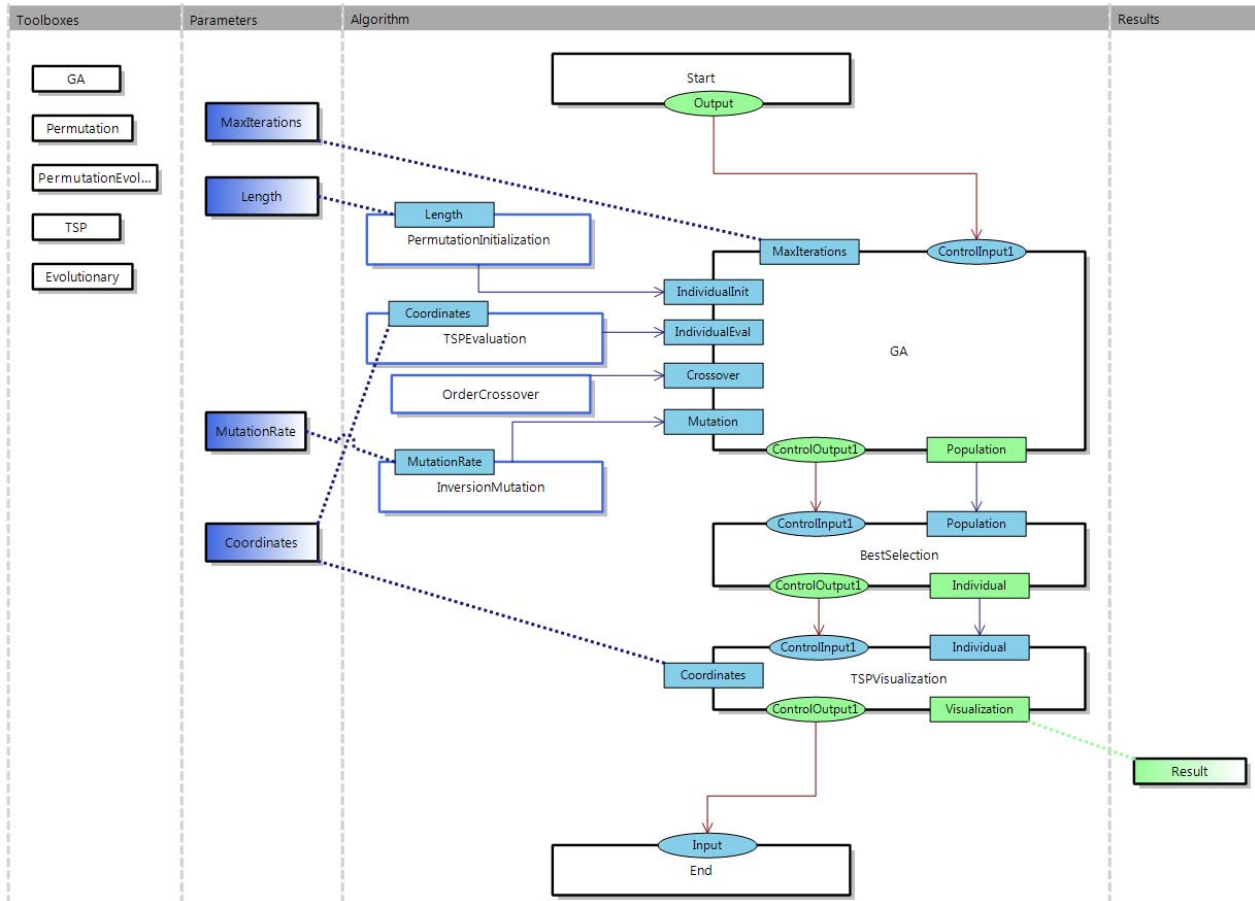 Toolboxes
Parameters
Algorithm
Results
GA
Permutation
PermutationEvol...
TSP
Evolutionary
MaxIterations
Length
MutationRate
Coordinates
Start
Output
Length
PermutationInitialization
MaxIterations
ControlInput1
IndividualInit
Coordinates
TSPEvaluation
IndividualEval
GA
OrderCrossover
Crossover
Mutation
MutationRate
InversionMutation
ControlOutput1
Population
ControlInput1
Population
BestSelection
ControlOutput1
Individual
ControlInput1
Individual
Coordinates
TSPVisualization
ControlOutput1
Visualization
Result
Input
End